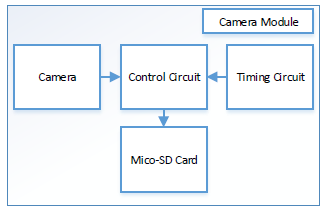 Camera Module
Camera
Control Circuit
Timing Circuit
Mico-SD Card